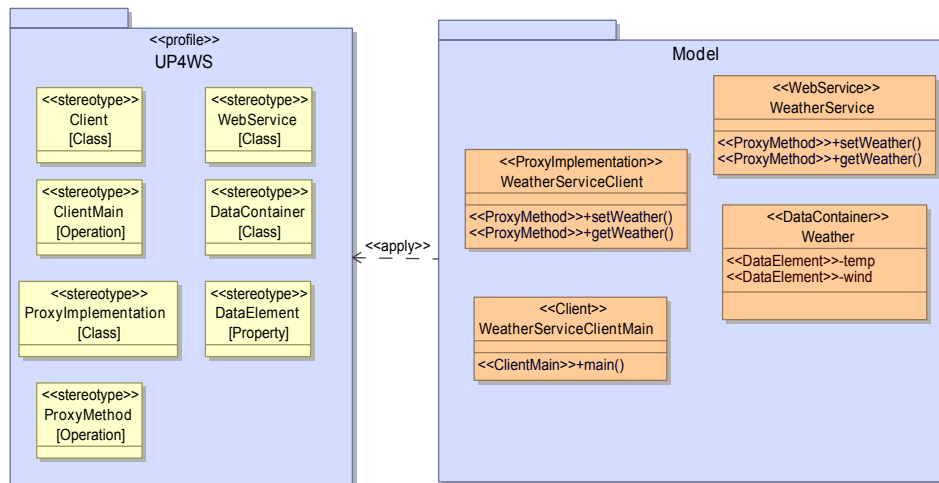 <<profile>>
UP4WS
<<stereotype>>
Client
[Class]
<<stereotype>>
WebService
[Class]
<<stereotype>>
ClientMain
[Operation]
<<stereotype>>
DataContainer
[Class]
<<stereotype>>
ProxyImplementation
[Class]
<<stereotype>>
DataElement
[Property]
<<stereotype>>
ProxyMethod
[Operation]
<<apply>>
Model
<<WebService>>
WeatherService
<<ProxyMethod>>+setWeather()
<<ProxyMethod>>+getWeather()
<<ProxyImplementation>>
WeatherServiceClient
<<ProxyMethod>>+setWeather()
<<ProxyMethod>>+getWeather()
<<DataContainer>>
Weather
<<DataElement>>-temp
<<DataElement>>-wind
<<Client>>
WeatherServiceClientMain
<<ClientMain>>+main()